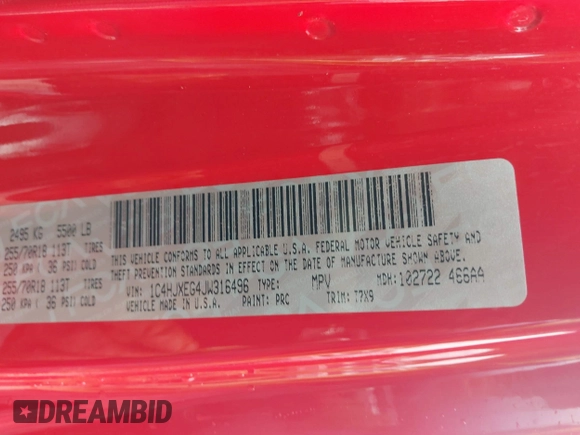 2495 KG 5500 LB
255/70R18 113T TIRES
250 KPA ( 36 PSI) COLD
255/70R18 113T TIRES
250 KPA ( 36 PSI) COLD
THIS VEHICLE CONFORMS TO ALL APPLICABLE U.S.A. FEDERAL MOTOR VEHICLE SAFETY AND
THEFT PREVENTION STANDARDS IN EFFECT ON THE DATE OF MANUFACTURE SHOWN ABOVE.
VIN: 1C4HJXEG4JW316496 TYPE: MPV MDH: 102722 466AA
VEHICLE MADE IN U.S.A. PAINT: PRC TRIM: T7X9
DREAMBID